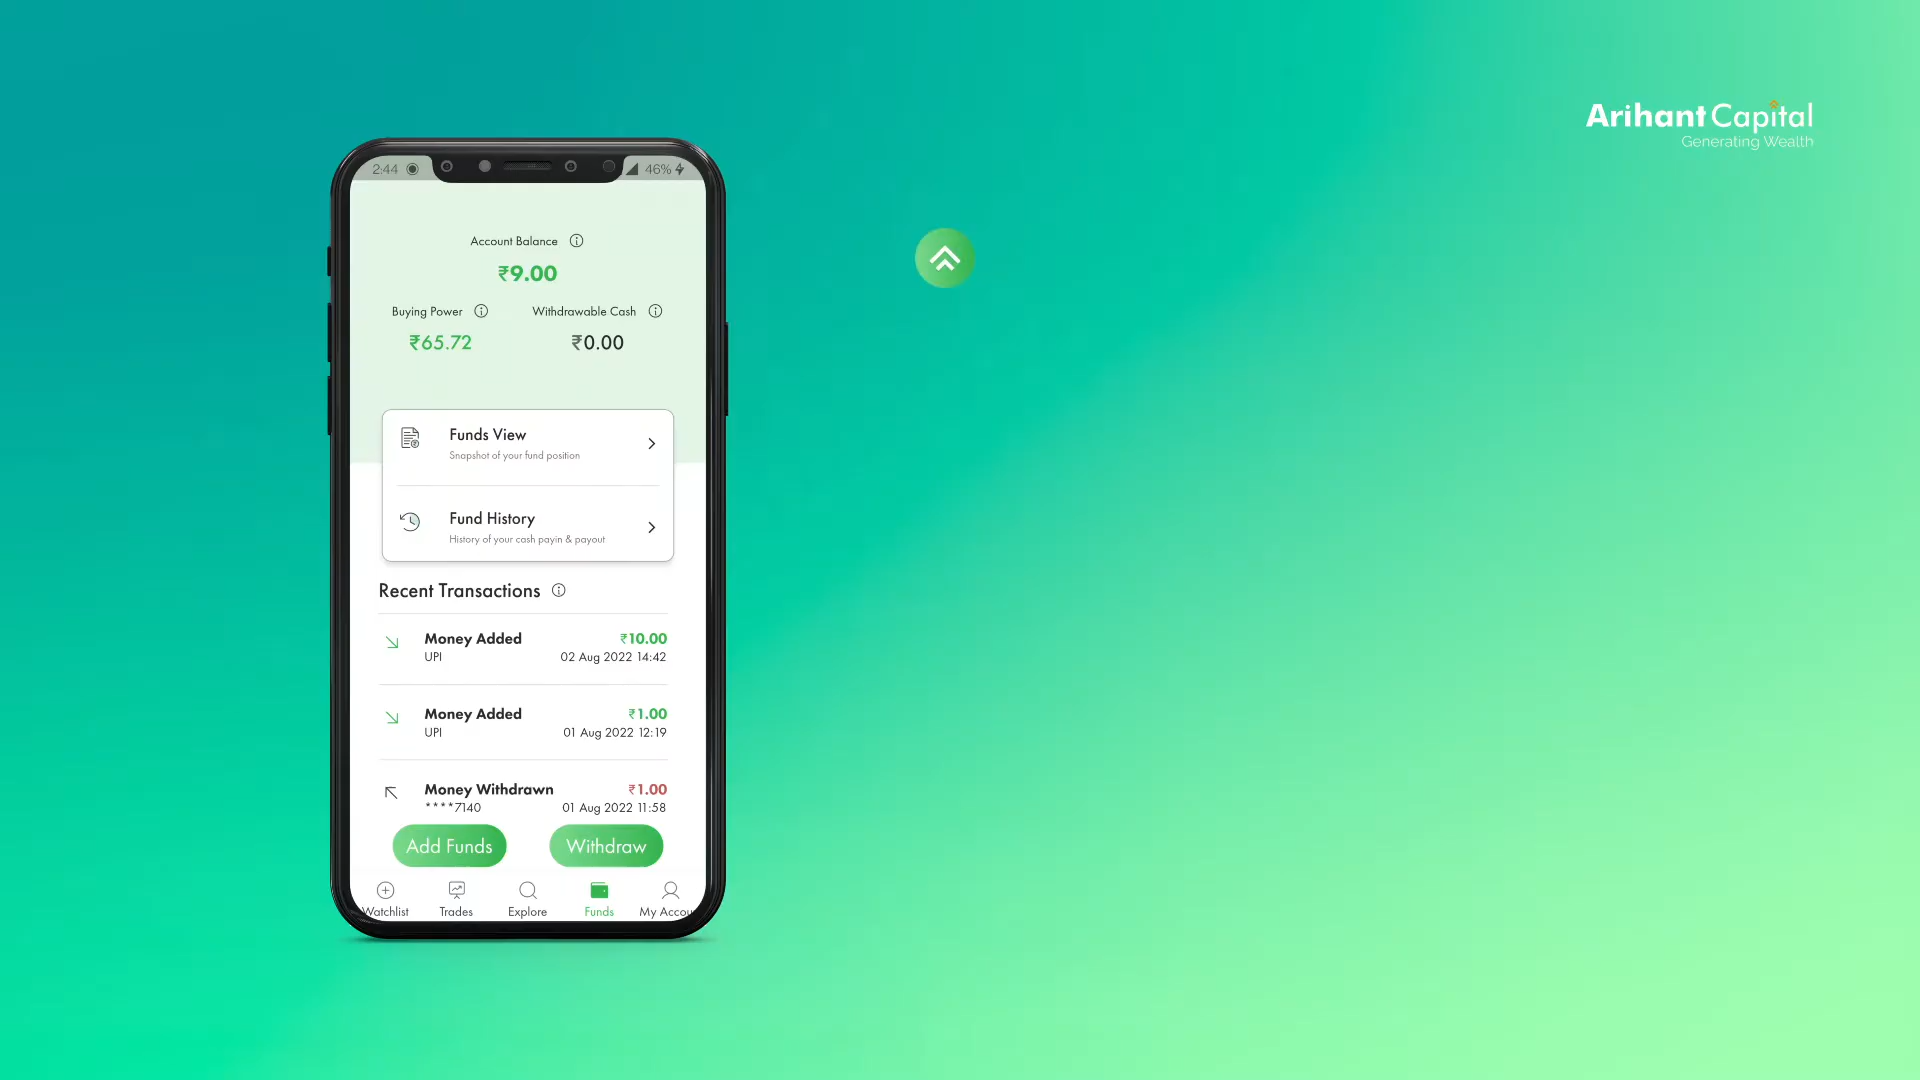 Arihant Capital
Generating Wealth
2:44 46%
Account Balance
₹9.00
Buying Power Withdrawable Cash
₹65.72 ₹0.00
Funds View
Snapshot of your fund position
Fund History
History of your cash payin & payout
Recent Transactions
Money Added ₹10.00
UPI 02 Aug 2022 14:42
Money Added ₹1.00
UPI 01 Aug 2022 12:19
Money Withdrawn ₹1.00
****7140 01 Aug 2022 11:58
Add Funds Withdraw
Watchlist Trades Explore Funds My Accou